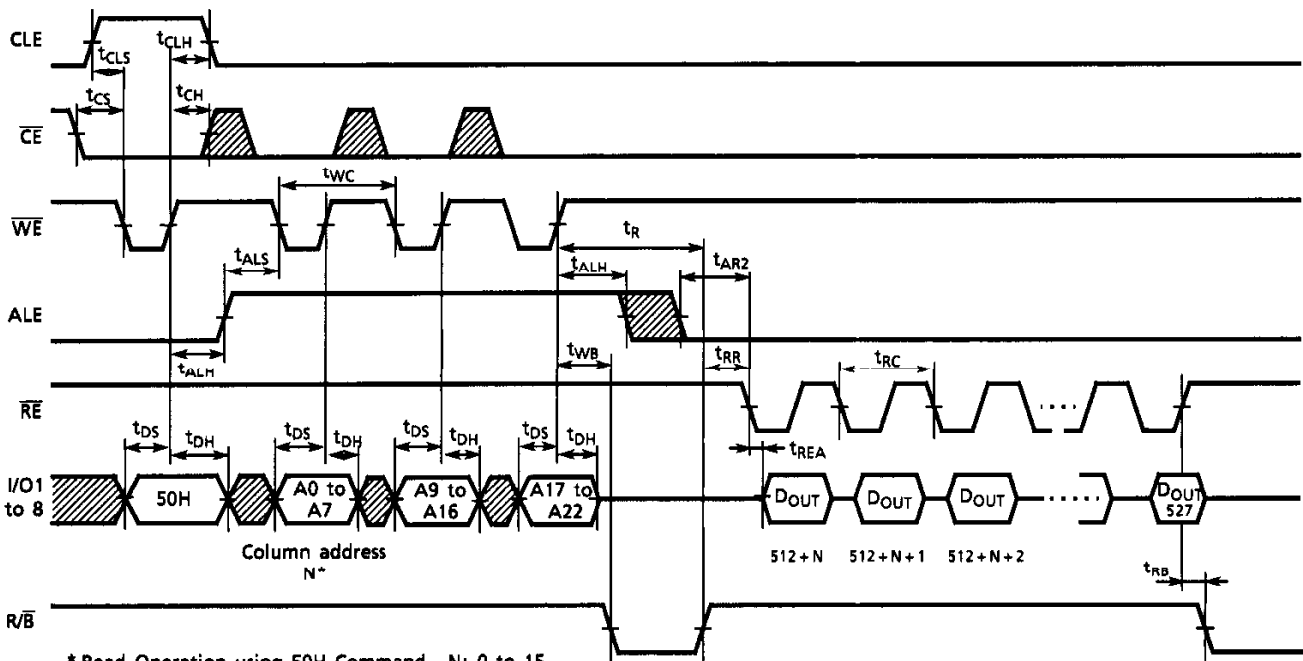 CLE
tCLS
tCLH
tCS
tCH
CE
tWC
WE
tR
tALS
tALH
tAR2
ALE
tALH
tWB
tRR
tRC
RE
tDS
tDH
tDS
tDH
tDS
tDH
tDS
tDH
tREA
I/O1
to 8
50H
A0 to
A7
A9 to
A16
A17 to
A22
DOUT
DOUT
DOUT
DOUT
527
Column address
N*
512+N
512+N+1
512+N+2
tRB
R/B
* Read Operation using 50H Command N: 0 to 15